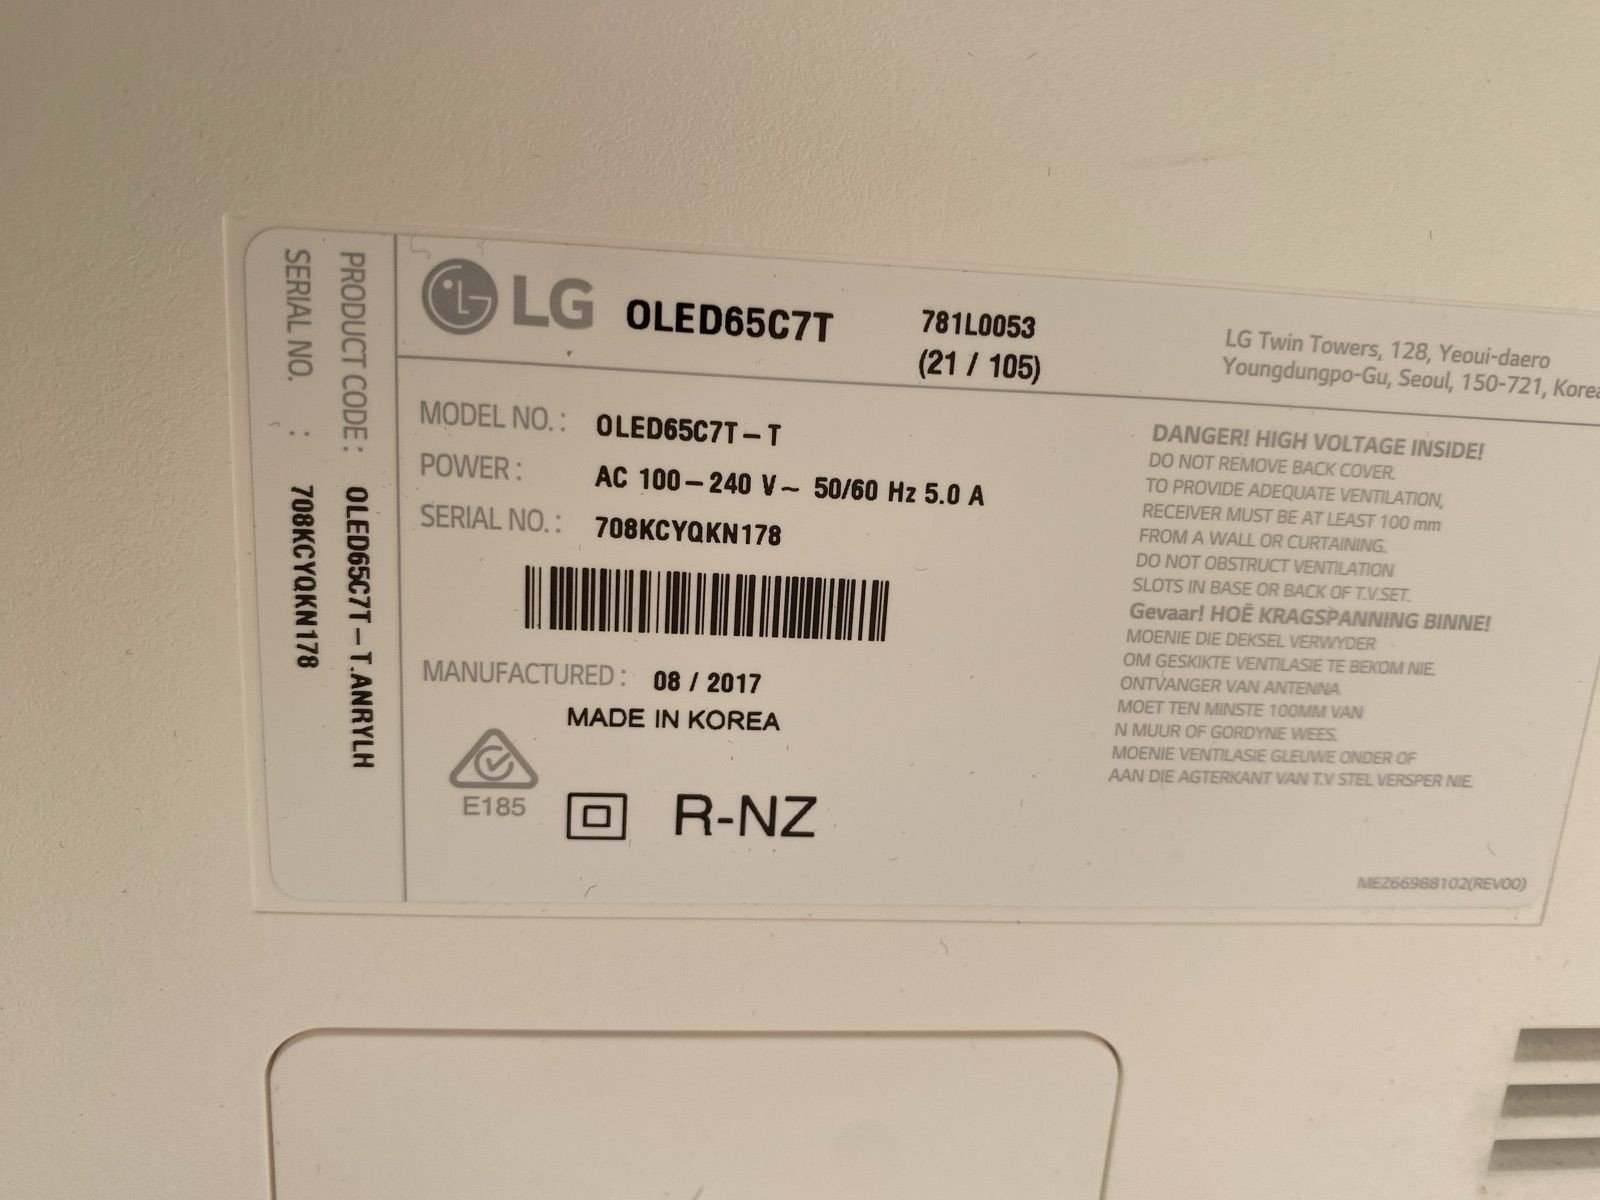 PRODUCT CODE : OLED65C7T-T.ANRYLH
SERIAL NO. : 708KCYQKN178
LG OLED65C7T 781L0053
(21 / 105)
LG Twin Towers, 128, Yeoui-daero
Youngdungpo-Gu, Seoul, 150-721, Korea
MODEL NO. : OLED65C7T-T
POWER : AC 100-240 V~ 50/60 Hz 5.0 A
SERIAL NO. : 708KCYQKN178
MANUFACTURED : 08 / 2017
MADE IN KOREA
E185
R-NZ
DANGER! HIGH VOLTAGE INSIDE!
DO NOT REMOVE BACK COVER.
TO PROVIDE ADEQUATE VENTILATION,
RECEIVER MUST BE AT LEAST 100 mm
FROM A WALL OR CURTAINING.
DO NOT OBSTRUCT VENTILATION
SLOTS IN BASE OR BACK OF T.V.SET.
Gevaar! HOË KRAGSPANNING BINNE!
MOENIE DIE DEKSEL VERWYDER
OM GESKIKTE VENTILASIE TE BEKOM NIE.
ONTVANGER VAN ANTENNA
MOET TEN MINSTE 100MM VAN
N MUUR OF GORDYNE WEES.
MOENIE VENTILASIE GLEUWE ONDER OF
AAN DIE AGTERKANT VAN T.V STEL VERSPER NIE.
MEZ66988102(REV00)